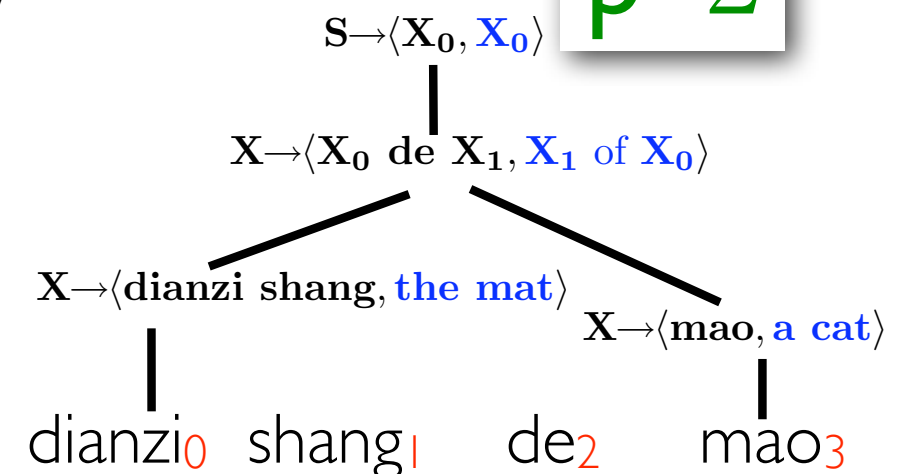 S→⟨X₀, X₀⟩
X→⟨X₀ de X₁, X₁ of X₀⟩
X→⟨dianzi shang, the mat⟩
X→⟨mao, a cat⟩
dianzi₀ shang₁ de₂ mao₃